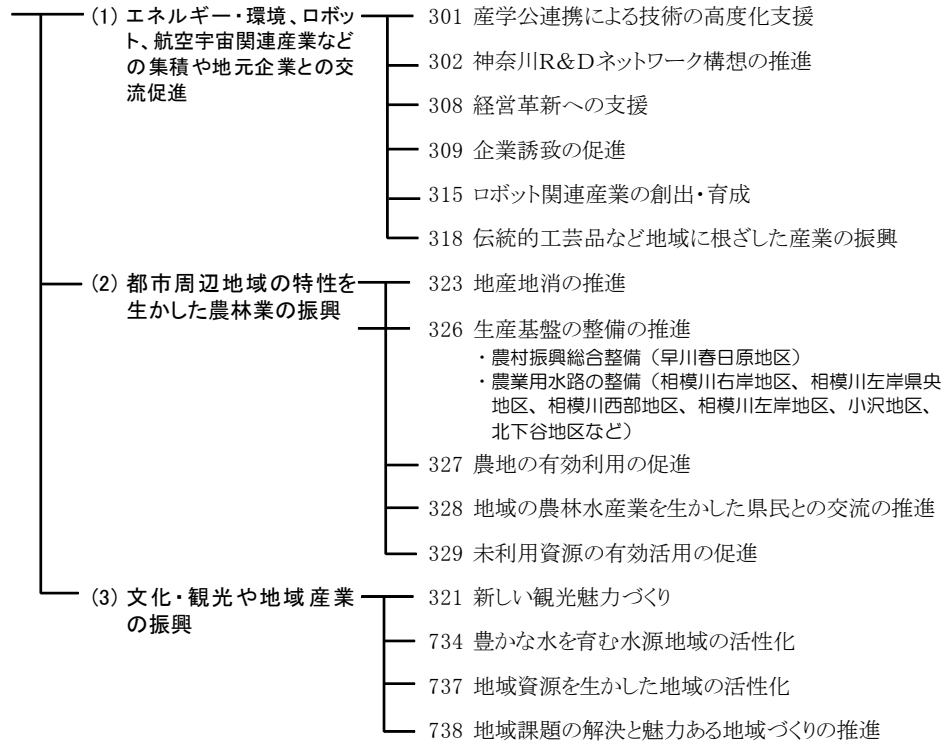 (1) エネルギー・環境、ロボッ
ト、航空宇宙関連産業など
の集積や地元企業との交
流促進
301 産学公連携による技術の高度化支援
302 神奈川R&Dネットワーク構想の推進
308 経営革新への支援
309 企業誘致の促進
315 ロボット関連産業の創出・育成
318 伝統的工芸品など地域に根ざした産業の振興
(2) 都市周辺地域の特性を
生かした農林業の振興
323 地産地消の推進
326 生産基盤の整備の推進
・農村振興総合整備（早川春日原地区）
・農業用水路の整備（相模川右岸地区、相模川左岸県央
地区、相模川西部地区、相模川左岸地区、小沢地区、
北下谷地区など）
327 農地の有効利用の促進
328 地域の農林水産業を生かした県民との交流の推進
329 未利用資源の有効活用の促進
(3) 文化・観光や地域産業
の振興
321 新しい観光魅力づくり
734 豊かな水を育む水源地域の活性化
737 地域資源を生かした地域の活性化
738 地域課題の解決と魅力ある地域づくりの推進